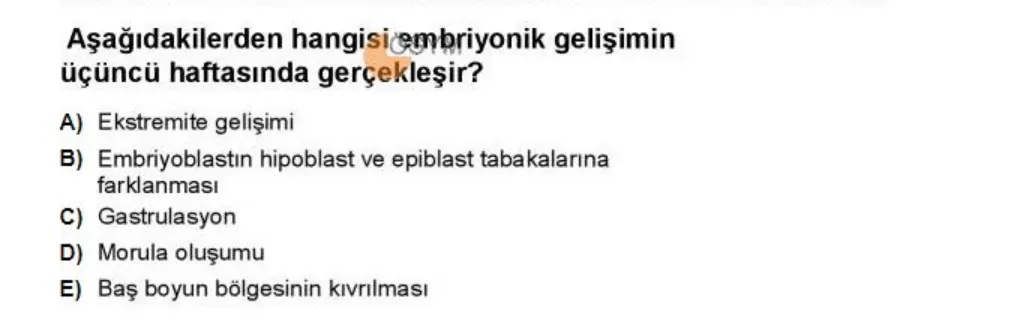 Aşağıdakilerden hangisi embriyonik gelişimin
üçüncü haftasında gerçekleşir?
A) Ekstremite gelişimi
B) Embriyoblastın hipoblast ve epiblast tabakalarına
farklanması
C) Gastrulasyon
D) Morula oluşumu
E) Baş boyun bölgesinin kıvrılması